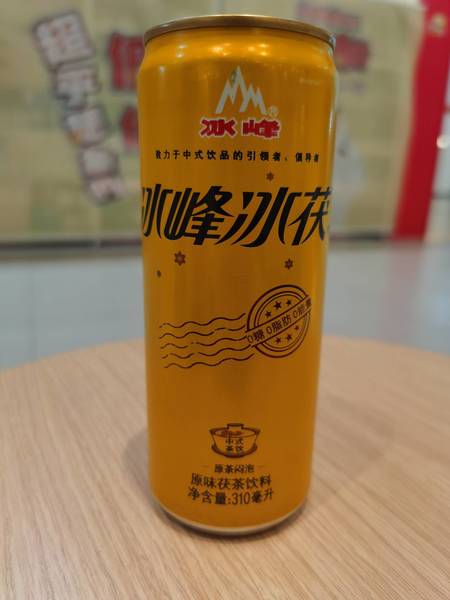 冰峰®
致力于中式饮品的引领者、倡导者
冰峰冰茯
0糖 0脂肪 0能量
中式
茶饮
原茶闷泡
原味茯茶饮料
净含量:310毫升